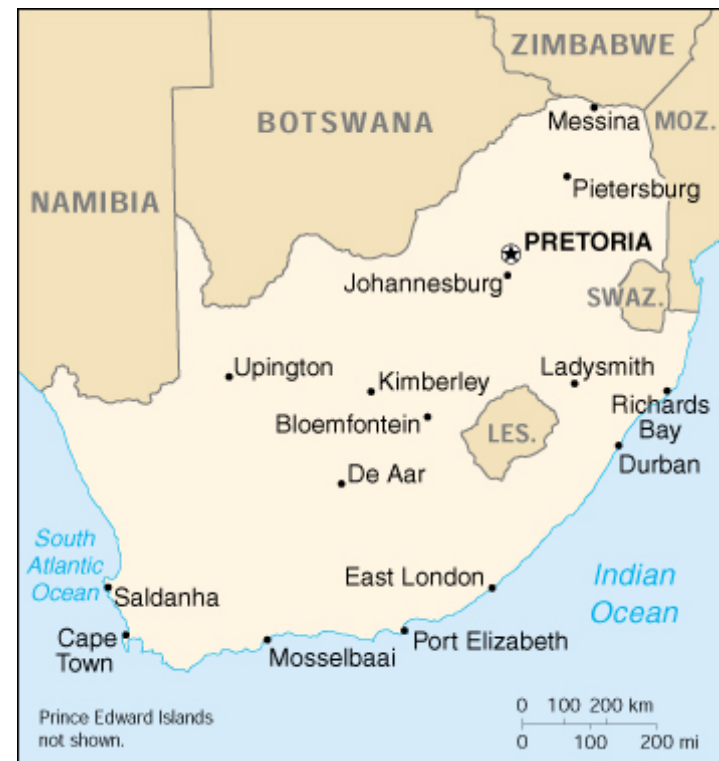 ZIMBABWE
BOTSWANA
Messina
MOZ.
Pietersburg
NAMIBIA
PRETORIA
Johannesburg
SWAZ.
Upington
Kimberley
Ladysmith
Richards
Bay
Bloemfontein
LES.
Durban
De Aar
South
Atlantic
Ocean
Saldanha
East London
Indian
Ocean
Cape
Town
Mosselbaai
Port Elizabeth
Prince Edward Islands
not shown.
0 100 200 km
0 100 200 mi